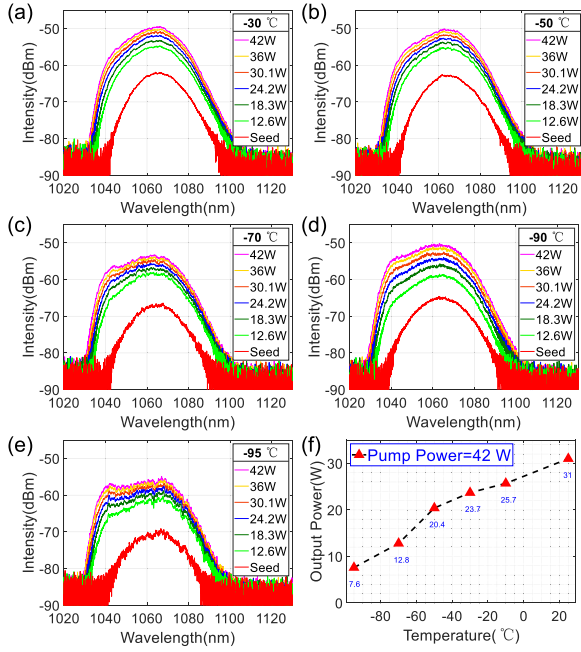 (a)
-30 ℃
42W
36W
30.1W
24.2W
18.3W
12.6W
Seed
Intensity(dBm)
-50
-60
-70
-80
-90
1020 1040 1060 1080 1100 1120
Wavelength(nm)
(b)
-50 ℃
42W
36W
30.1W
24.2W
18.3W
12.6W
Seed
Intensity(dBm)
-50
-60
-70
-80
-90
1020 1040 1060 1080 1100 1120
Wavelength(nm)
(c)
-70 ℃
42W
36W
30.1W
24.2W
18.3W
12.6W
Seed
Intensity(dBm)
-50
-60
-70
-80
-90
1020 1040 1060 1080 1100 1120
Wavelength(nm)
(d)
-90 ℃
42W
36W
30.1W
24.2W
18.3W
12.6W
Seed
Intensity(dBm)
-50
-60
-70
-80
-90
1020 1040 1060 1080 1100 1120
Wavelength(nm)
(e)
-95 ℃
42W
36W
30.1W
24.2W
18.3W
12.6W
Seed
Intensity(dBm)
-50
-60
-70
-80
-90
1020 1040 1060 1080 1100 1120
Wavelength(nm)
(f)
Pump Power=42 W
Output Power(W)
30
20
10
0
7.6
12.8
20.4
23.7
25.7
31
-80 -60 -40 -20 0 20
Temperature( ℃)